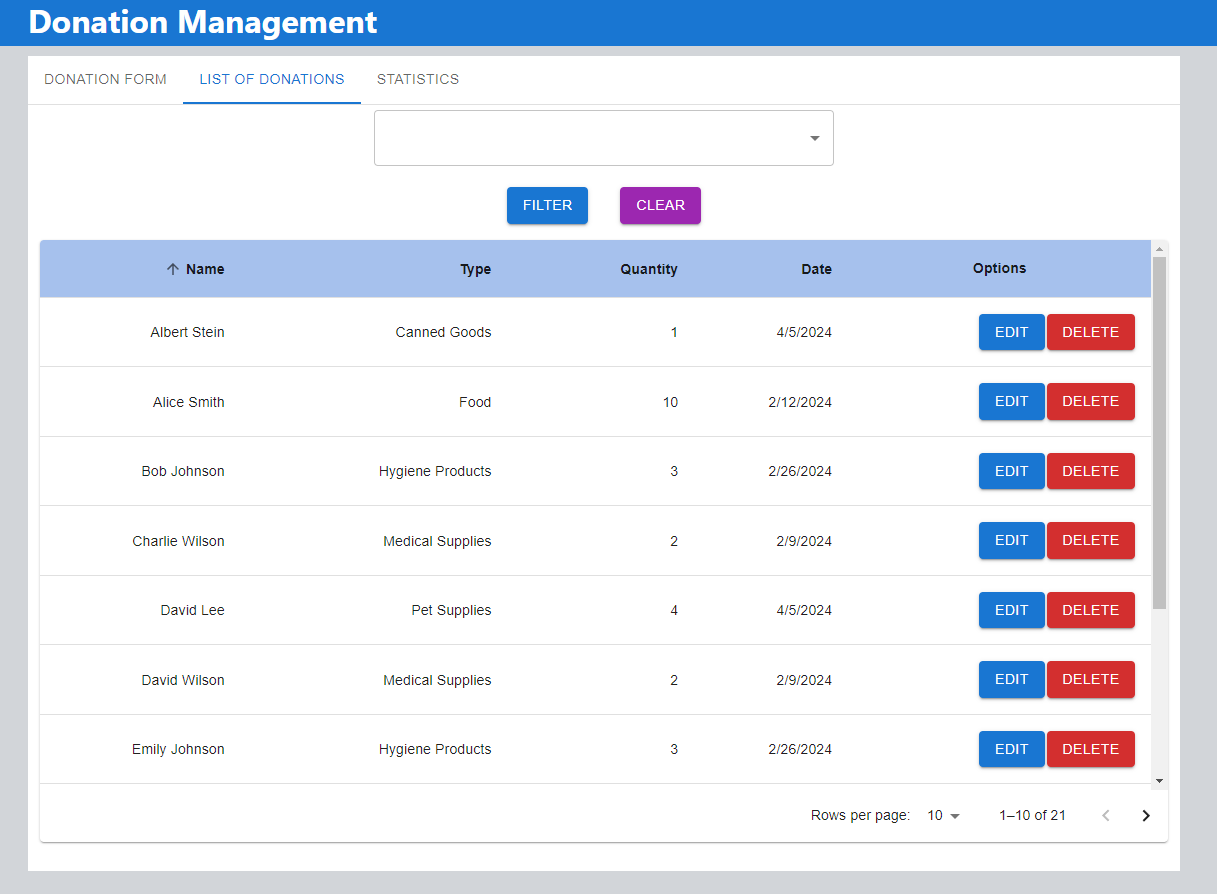 Donation Management
DONATION FORM LIST OF DONATIONS STATISTICS
FILTER CLEAR
Name Type Quantity Date Options
Albert Stein Canned Goods 1 4/5/2024 EDIT DELETE
Alice Smith Food 10 2/12/2024 EDIT DELETE
Bob Johnson Hygiene Products 3 2/26/2024 EDIT DELETE
Charlie Wilson Medical Supplies 2 2/9/2024 EDIT DELETE
David Lee Pet Supplies 4 4/5/2024 EDIT DELETE
David Wilson Medical Supplies 2 2/9/2024 EDIT DELETE
Emily Johnson Hygiene Products 3 2/26/2024 EDIT DELETE
Rows per page: 10 1–10 of 21